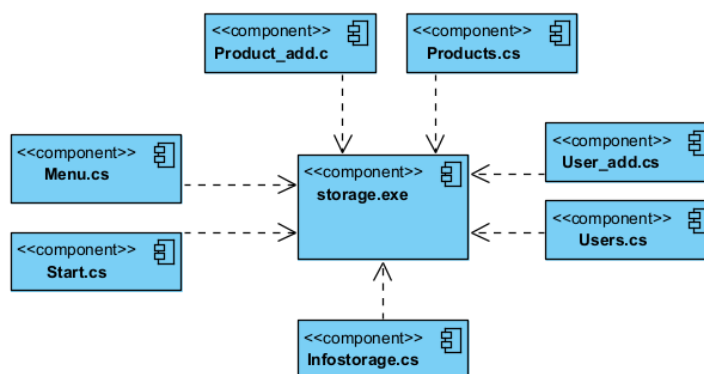 <<component>>
Product_add.c
<<component>>
Products.cs
<<component>>
Menu.cs
<<component>>
storage.exe
<<component>>
User_add.cs
<<component>>
Start.cs
<<component>>
Users.cs
<<component>>
Infostorage.cs